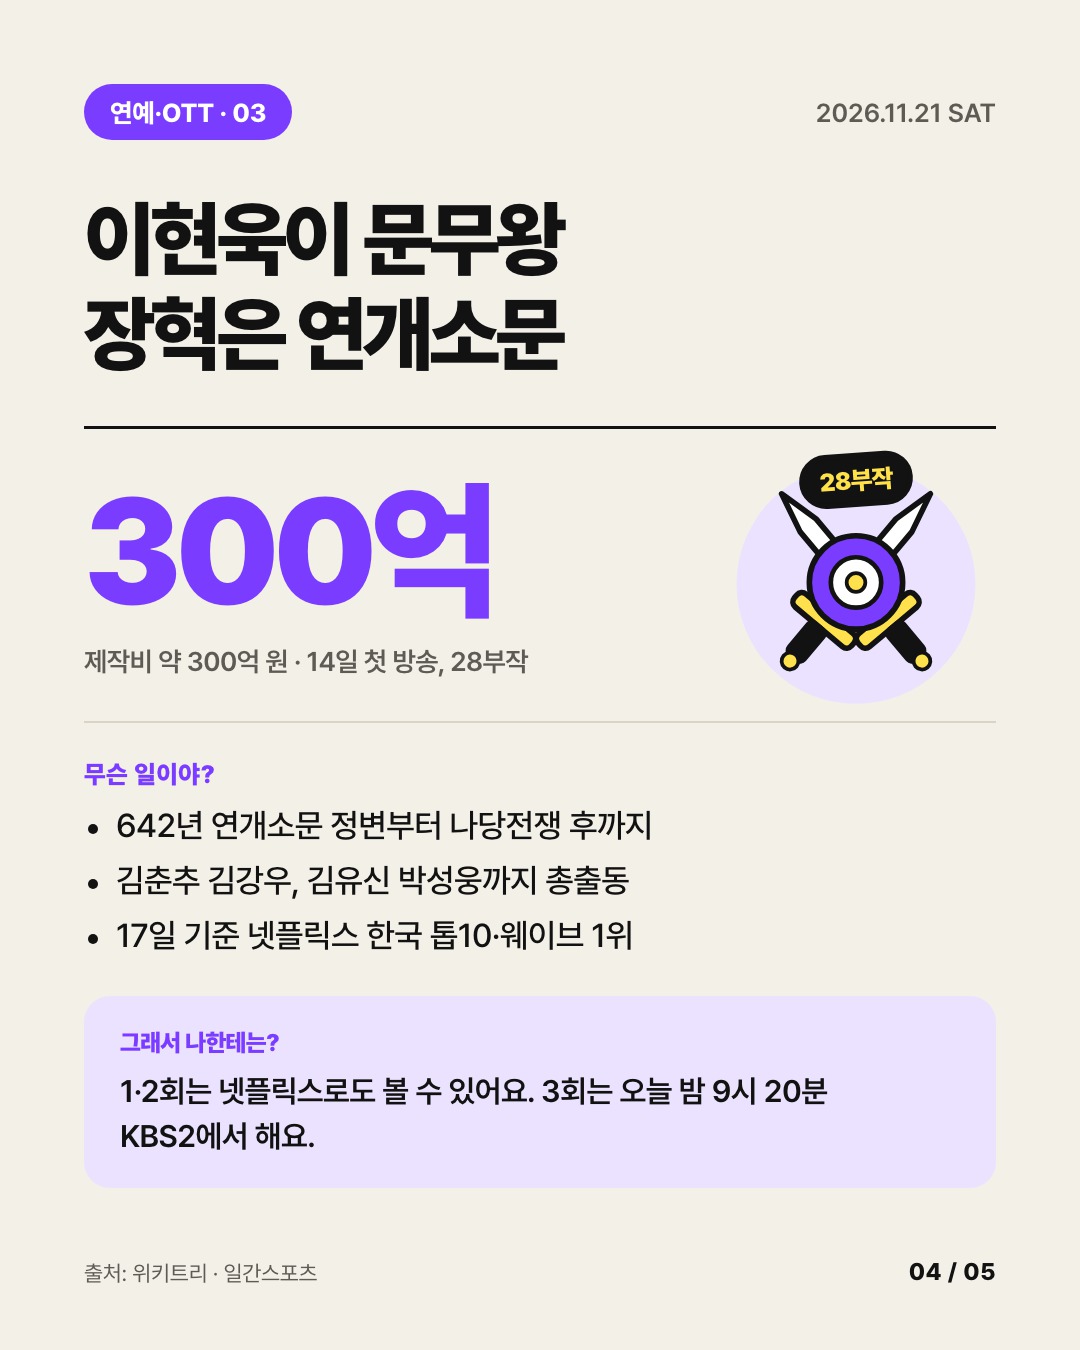 연예·OTT · 03
2026.11.21 SAT
이현욱이 문무왕
장혁은 연개소문
300억
28부작
제작비 약 300억 원 · 14일 첫 방송, 28부작
무슨 일이야?
• 642년 연개소문 정변부터 나당전쟁 후까지
• 김춘추 김강우, 김유신 박성웅까지 총출동
• 17일 기준 넷플릭스 한국 톱10·웨이브 1위
그래서 나한테는?
1·2회는 넷플릭스로도 볼 수 있어요. 3회는 오늘 밤 9시 20분
KBS2에서 해요.
출처: 위키트리 · 일간스포츠
04 / 05